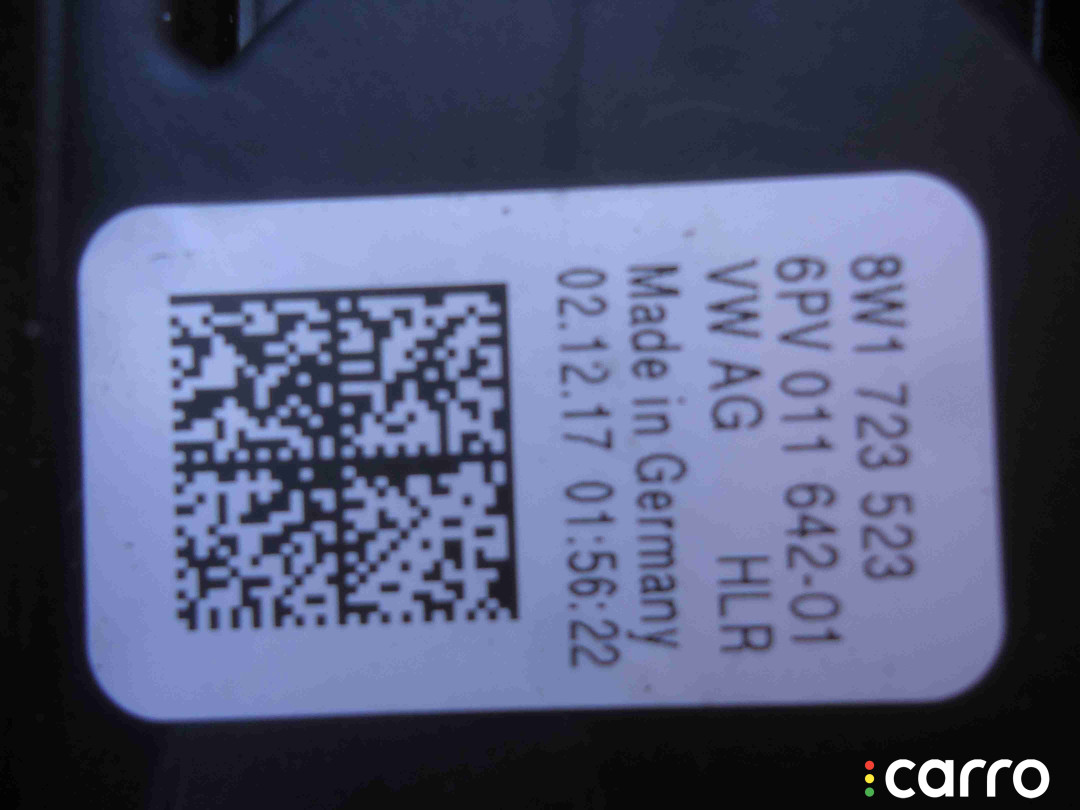 8W1 723 523
6PV 011 642-01
VW AG HLR
Made in Germany
02.12.17 01:56:22
carro